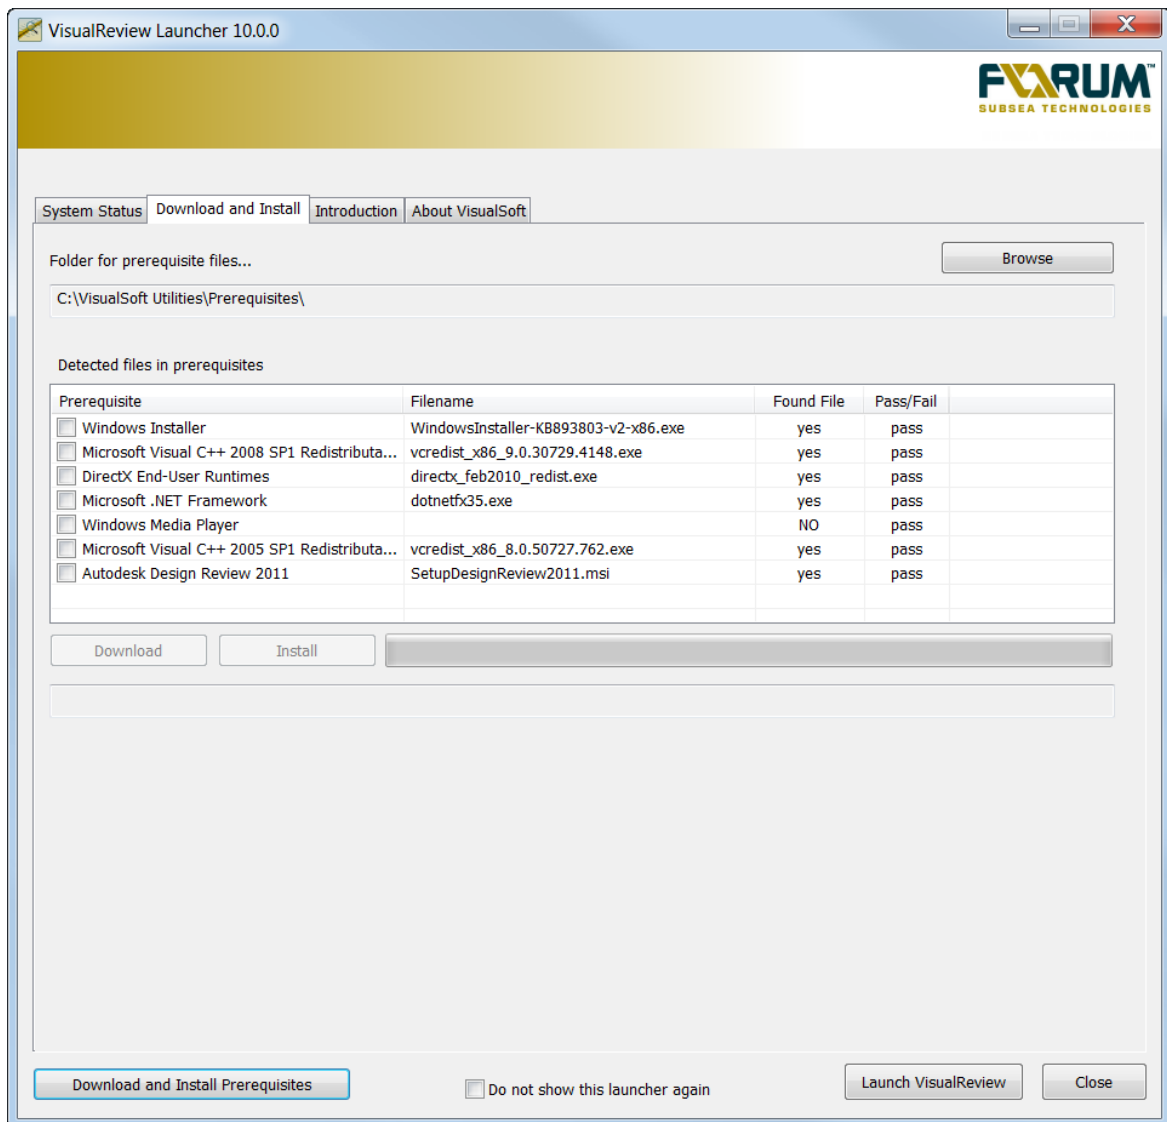 VisualReview Launcher 10.0.0
FORUM™
SUBSEA TECHNOLOGIES
System Status Download and Install Introduction About VisualSoft
Folder for prerequisite files... Browse
C:\VisualSoft Utilities\Prerequisites\
Detected files in prerequisites
Prerequisite Filename Found File Pass/Fail
Windows Installer WindowsInstaller-KB893803-v2-x86.exe yes pass
Microsoft Visual C++ 2008 SP1 Redistributa... vcredist_x86_9.0.30729.4148.exe yes pass
DirectX End-User Runtimes directx_feb2010_redist.exe yes pass
Microsoft .NET Framework dotnetfx35.exe yes pass
Windows Media Player NO pass
Microsoft Visual C++ 2005 SP1 Redistributa... vcredist_x86_8.0.50727.762.exe yes pass
Autodesk Design Review 2011 SetupDesignReview2011.msi yes pass
Download Install
Download and Install Prerequisites Do not show this launcher again Launch VisualReview Close